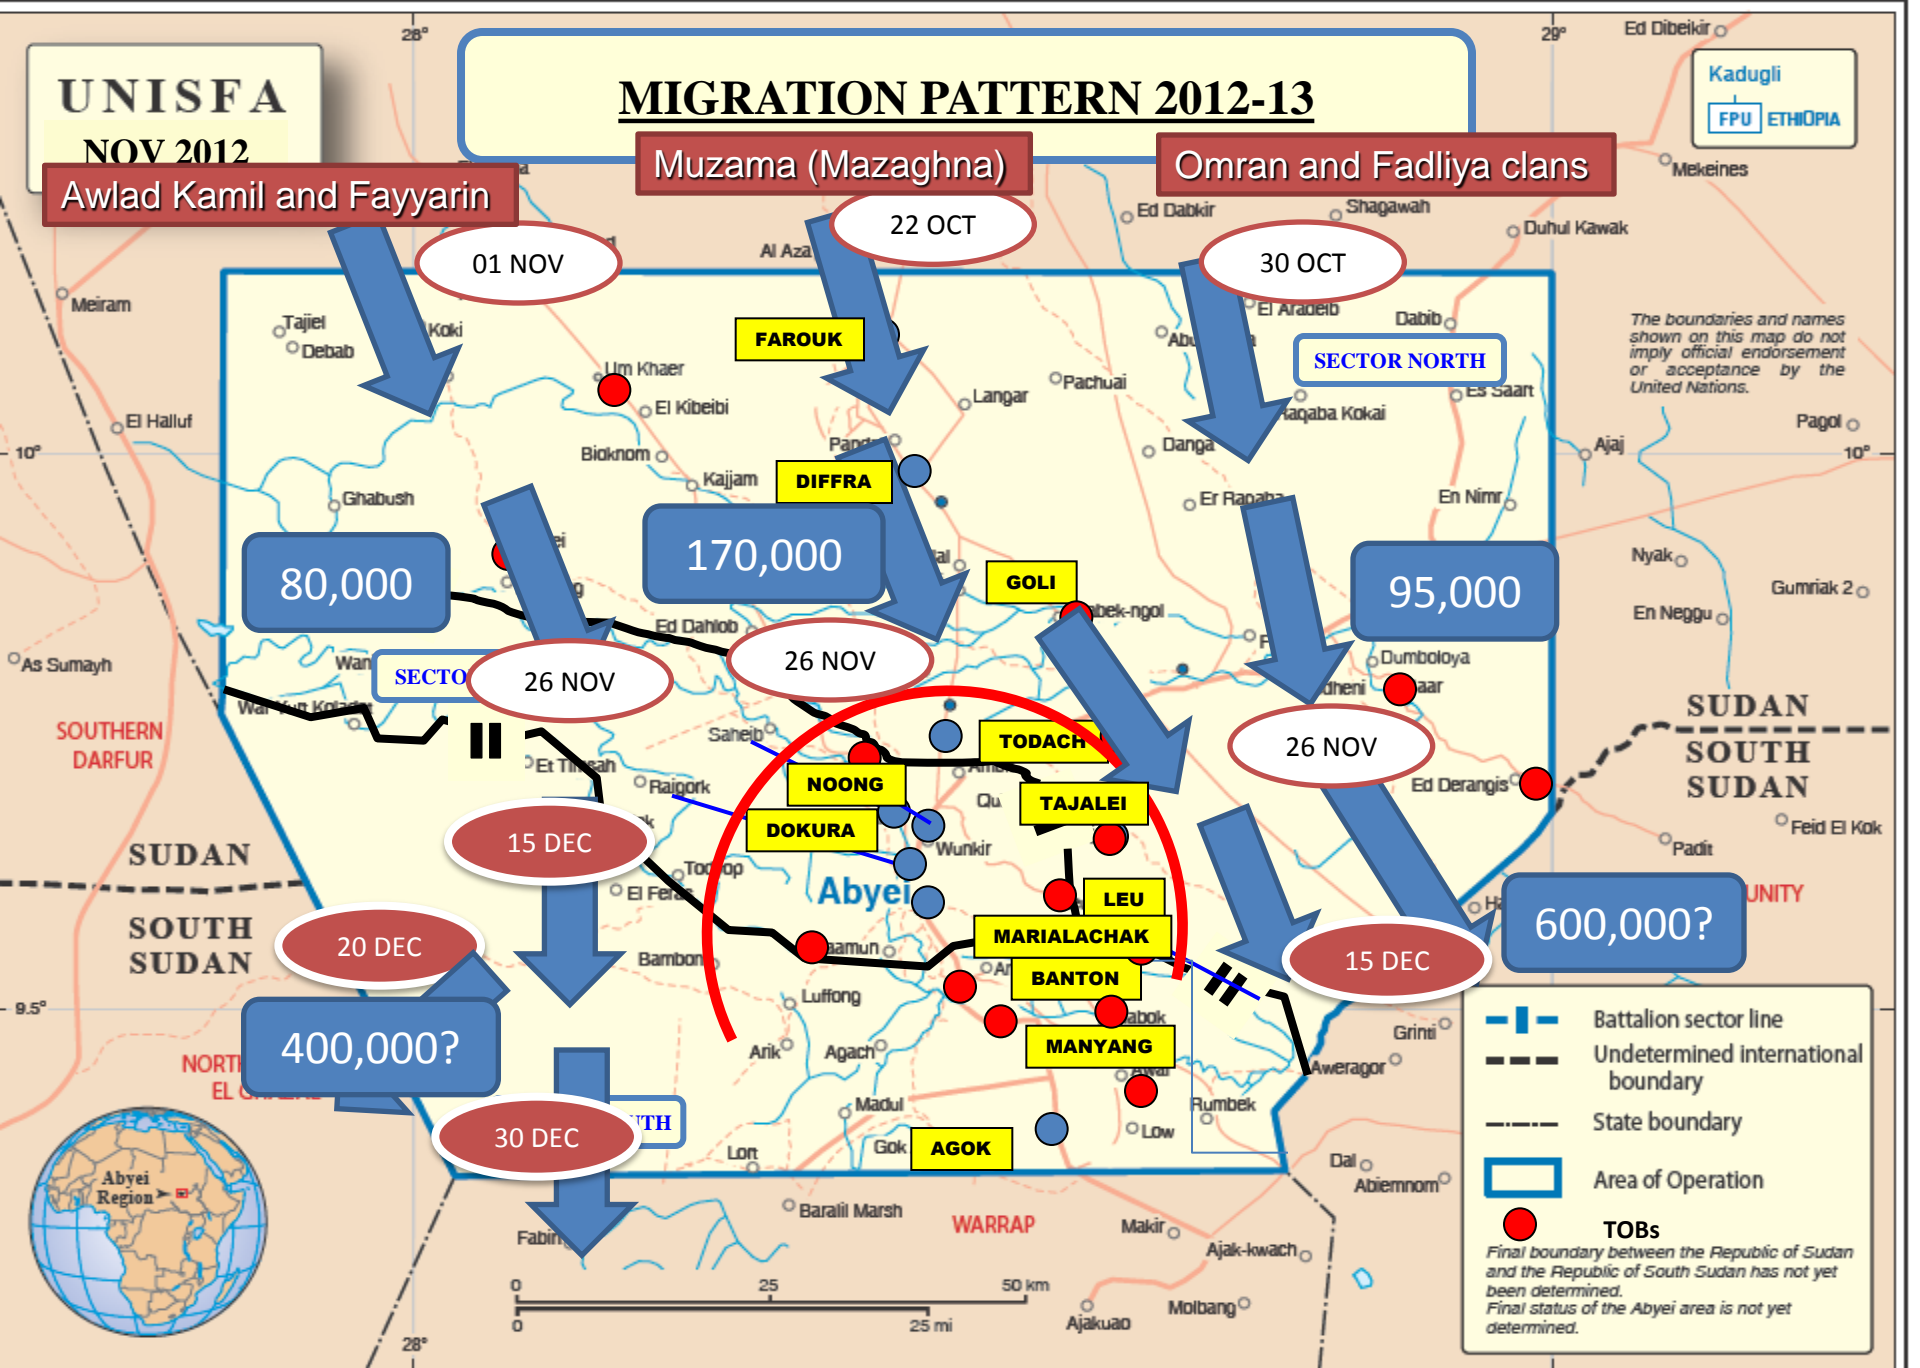 28°
29°
Ed Dibeikir
UNISFA
NOV 2012
MIGRATION PATTERN 2012-13
Kadugli
FPU ETHIOPIA
Awlad Kamil and Fayyarin
Muzama (Mazaghna)
Omran and Fadliya clans
Mekeines
01 NOV
22 OCT
30 OCT
Ed Dabkir
Shagawah
Duhul Kawak
Al Aza
Meiram
Tajiel
Debab
Koki
FAROUK
El Aradeib
Dabib
SECTOR NORTH
The boundaries and names
shown on this map do not
imply official endorsement
or acceptance by the
United Nations.
Um Khaer
El Kibeibi
Langar
Pachuai
Es Saart
Raqaba Kokai
El Halluf
Pagol
10°
Bioknom
Danga
Ajaj
10°
Kajjam
DIFFRA
Ghabush
En Nimr
80,000
170,000
95,000
GOLI
Nyak
Gumriak 2
En Neggu
Ed Dahlob
As Sumayh
SECTO
26 NOV
26 NOV
Dumboloya
26 NOV
SOUTHERN
DARFUR
Saheib
TODACH
SUDAN
SOUTH
SUDAN
Raigork
NOONG
TAJALEI
Ed Derangis
DOKURA
Feid El Kok
15 DEC
Wunkir
Padit
SUDAN
SOUTH
SUDAN
Abyei
LEU
UNITY
20 DEC
MARIALACHAK
15 DEC
600,000?
Bambon
BANTON
Luffong
9.5°
400,000?
Arik
Agach
MANYANG
Grinti
Aweragor
Battalion sector line
Undetermined international
boundary
State boundary
Area of Operation
TOBs
Final boundary between the Republic of Sudan
and the Republic of South Sudan has not yet
been determined.
Final status of the Abyei area is not yet
determined.
Madul
Rumbek
30 DEC
UTH
Gok
AGOK
Low
Lort
Dal
Abiemnom
Abyei
Region
Baralil Marsh
WARRAP
Makir
Ajak-kwach
Fabin
0 25 50 km
0 25 mi
Molbang
Ajakuao
28°